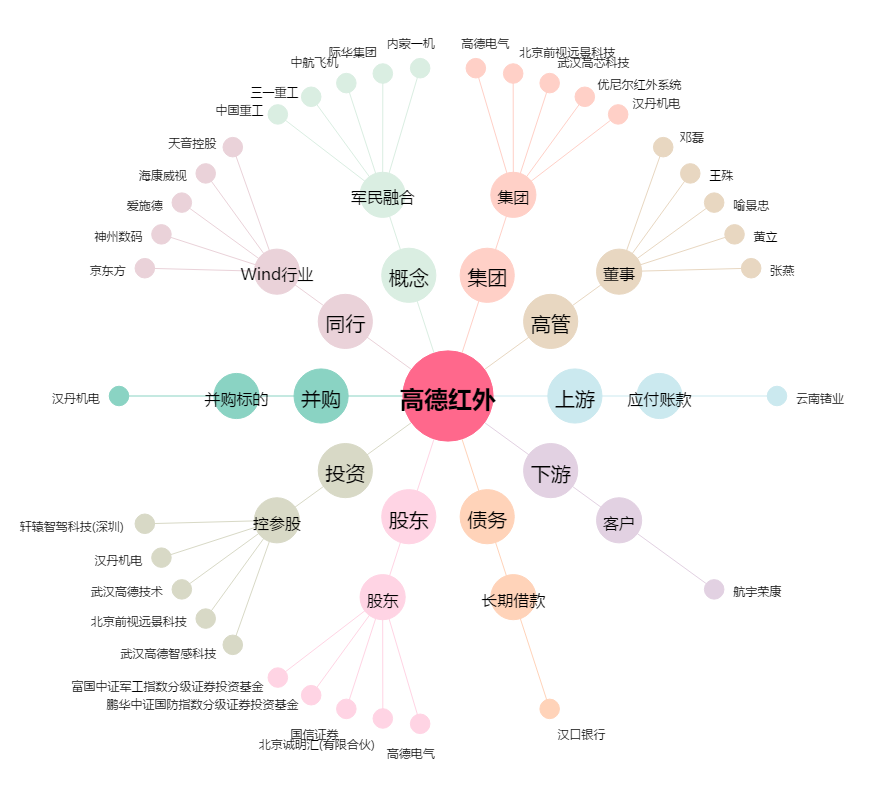 内蒙一机
高德电气
际华集团
北京前视远景科技
中航飞机
武汉高芯科技
优尼尔红外系统
三一重工
汉丹机电
中国重工
邓磊
天音控股
王殊
海康威视
军民融合
集团
喻景忠
爱施德
黄立
神州数码
京东方
Wind行业
概念
集团
董事
张燕
同行
高管
汉丹机电
并购标的
并购
高德红外
上游
应付账款
云南锗业
投资
下游
轩辕智驾科技(深圳)
控参股
股东
债务
客户
汉丹机电
武汉高德技术
航宇荣康
股东
长期借款
北京前视远景科技
武汉高德智感科技
富国中证军工指数分级证券投资基金
鹏华中证国防指数分级证券投资基金
国信证券
汉口银行
北京诚明汇(有限合伙)
高德电气